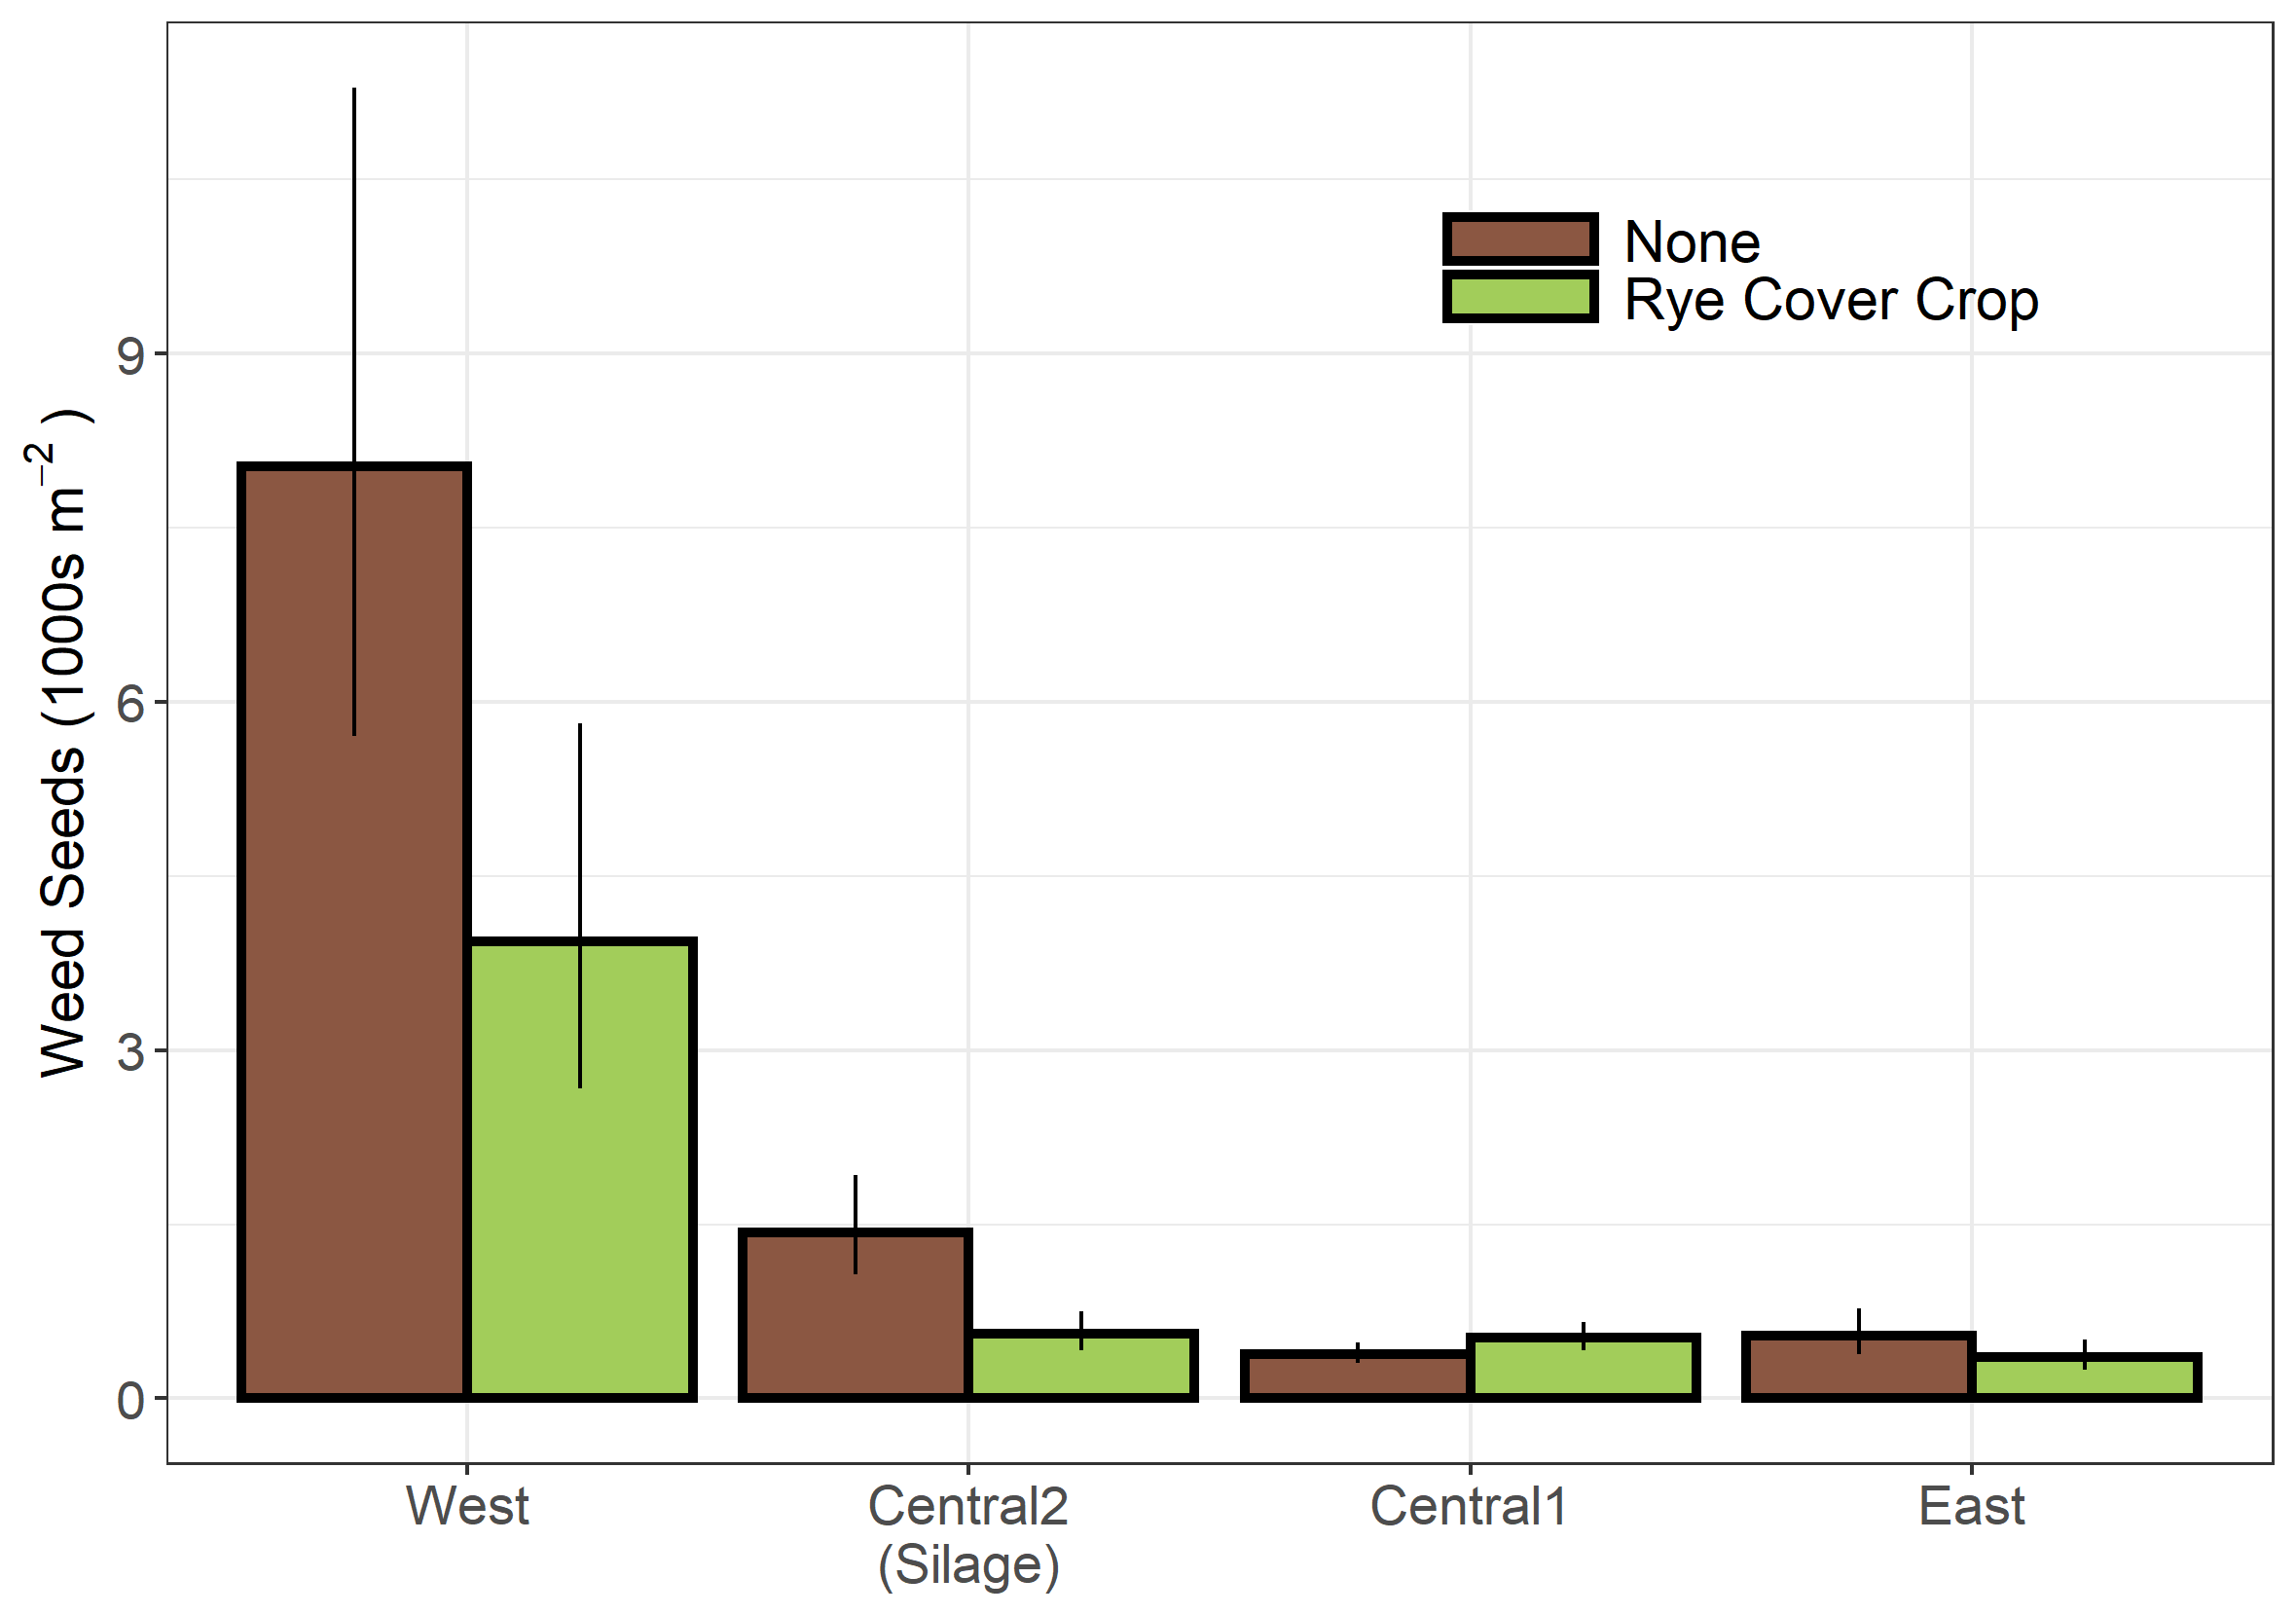 Weed Seeds (1000s m⁻²)
9
6
3
0
None
Rye Cover Crop
West
Central2
(Silage)
Central1
East